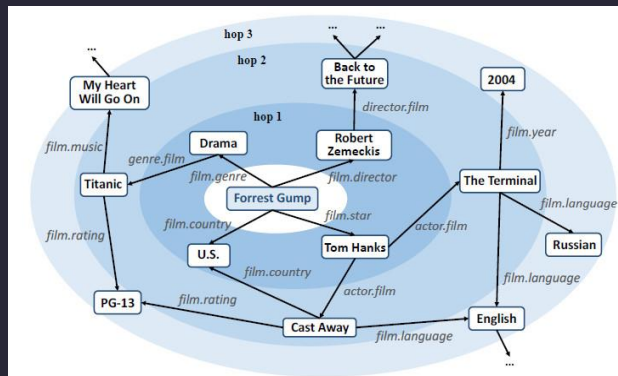 hop 3
...
...
...
hop 2
My Heart
Will Go On
Back to
the Future
2004
hop 1
director.film
film.music
Drama
Robert
Zemeckis
film.year
genre.film
Titanic
film.genre
film.director
The Terminal
Forrest Gump
film.language
film.country
film.star
actor.film
film.rating
U.S.
Tom Hanks
Russian
film.country
film.language
actor.film
PG-13
film.rating
Cast Away
English
film.language
...